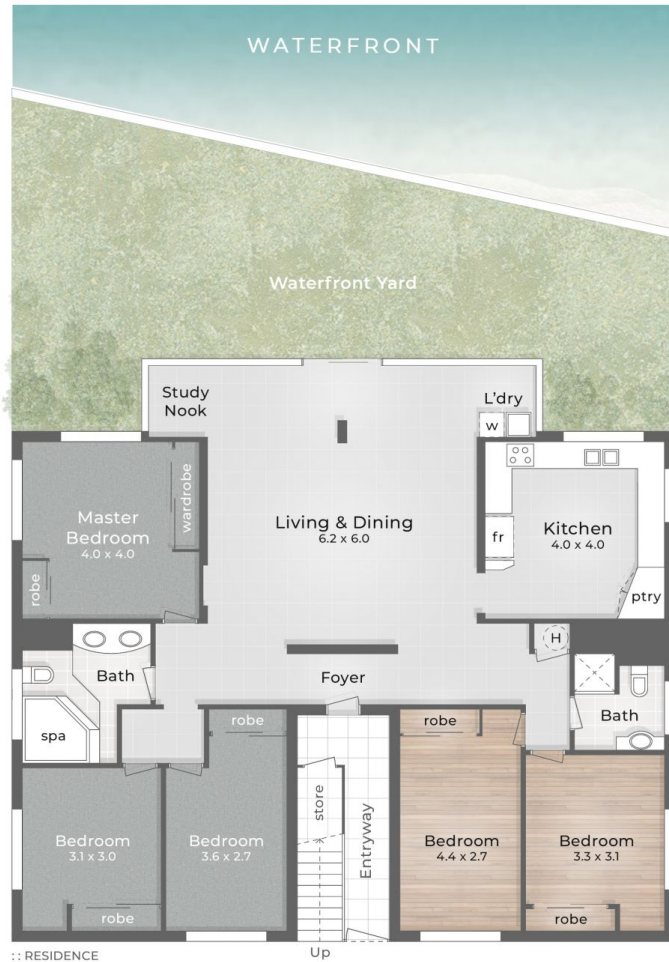 WATERFRONT
Waterfront Yard
Study
Nook
L'dry
w
wardrobe
Master
Bedroom
4.0 x 4.0
robe
Living & Dining
6.2 x 6.0
fr
Kitchen
4.0 x 4.0
ptry
H
Bath
spa
Foyer
Bath
robe
robe
store
Entryway
Bedroom
3.1 x 3.0
Bedroom
3.6 x 2.7
Bedroom
4.4 x 2.7
Bedroom
3.3 x 3.1
robe
robe
Up
:: RESIDENCE